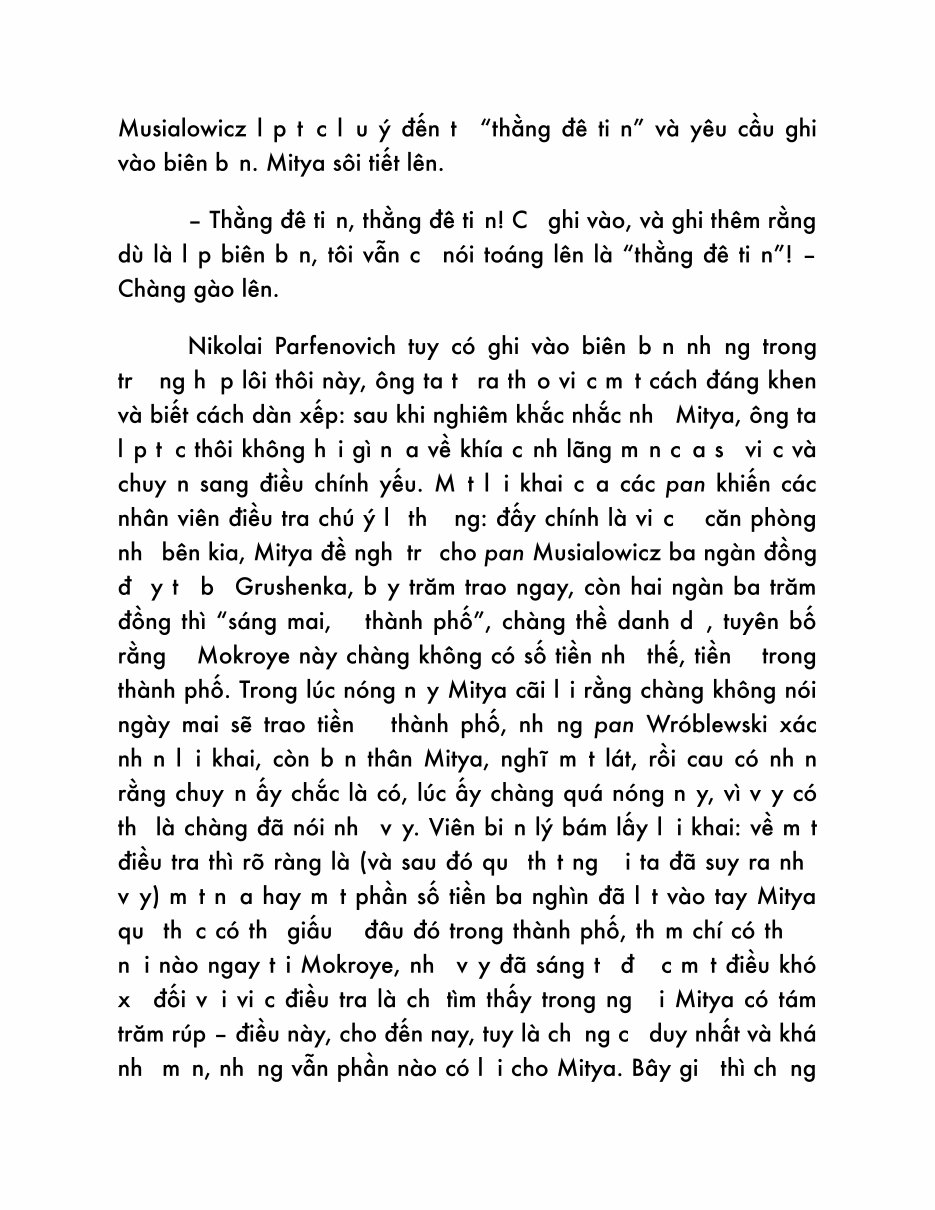 Musialowicz l p t c l u ý đến t “thằng đê ti n” và yêu cầu ghi
vào biên b n. Mitya sôi tiết lên.
– Thằng đê ti n, thằng đê ti n! C ghi vào, và ghi thêm rằng
dù là l p biên b n, tôi vẫn c nói toáng lên là “thằng đê ti n”! –
Chàng gào lên.
Nikolai Parfenovich tuy có ghi vào biên b n nh ng trong
tr ng h p lôi thôi này, ông ta t ra th o vi c m t cách đáng khen
và biết cách dàn xếp: sau khi nghiêm khắc nhắc nh Mitya, ông ta
l p t c thôi không h i gì n a về khía c nh lãng m n c a s vi c và
chuy n sang điều chính yếu. M t l i khai c a các pan khiến các
nhân viên điều tra chú ý l th ng: đấy chính là vi c căn phòng
nh bên kia, Mitya đề ngh tr cho pan Musialowicz ba ngàn đồng
đ y t b Grushenka, b y trăm trao ngay, còn hai ngàn ba trăm
đồng thì “sáng mai, thành phố”, chàng thề danh d , tuyên bố
rằng Mokroye này chàng không có số tiền nh thế, tiền trong
thành phố. Trong lúc nóng n y Mitya cãi l i rằng chàng không nói
ngày mai sẽ trao tiền thành phố, nh ng pan Wróblewski xác
nh n l i khai, còn b n thân Mitya, nghĩ m t lát, rồi cau có nh n
rằng chuy n ấy chắc là có, lúc ấy chàng quá nóng n y, vì v y có
th là chàng đã nói nh v y. Viên bi n lý bám lấy l i khai: về m t
điều tra thì rõ ràng là (và sau đó qu th t ng i ta đã suy ra nh
v y) m t n a hay m t phần số tiền ba nghìn đã l t vào tay Mitya
qu th c có th giấu đâu đó trong thành phố, th m chí có th
n i nào ngay t i Mokroye, nh v y đã sáng t đ c m t điều khó
x đối v i vi c điều tra là ch tìm thấy trong ng i Mitya có tám
trăm rúp – điều này, cho đến nay, tuy là ch ng c duy nhất và khá
nh m n, nh ng vẫn phần nào có l i cho Mitya. Bây gi thì ch ng